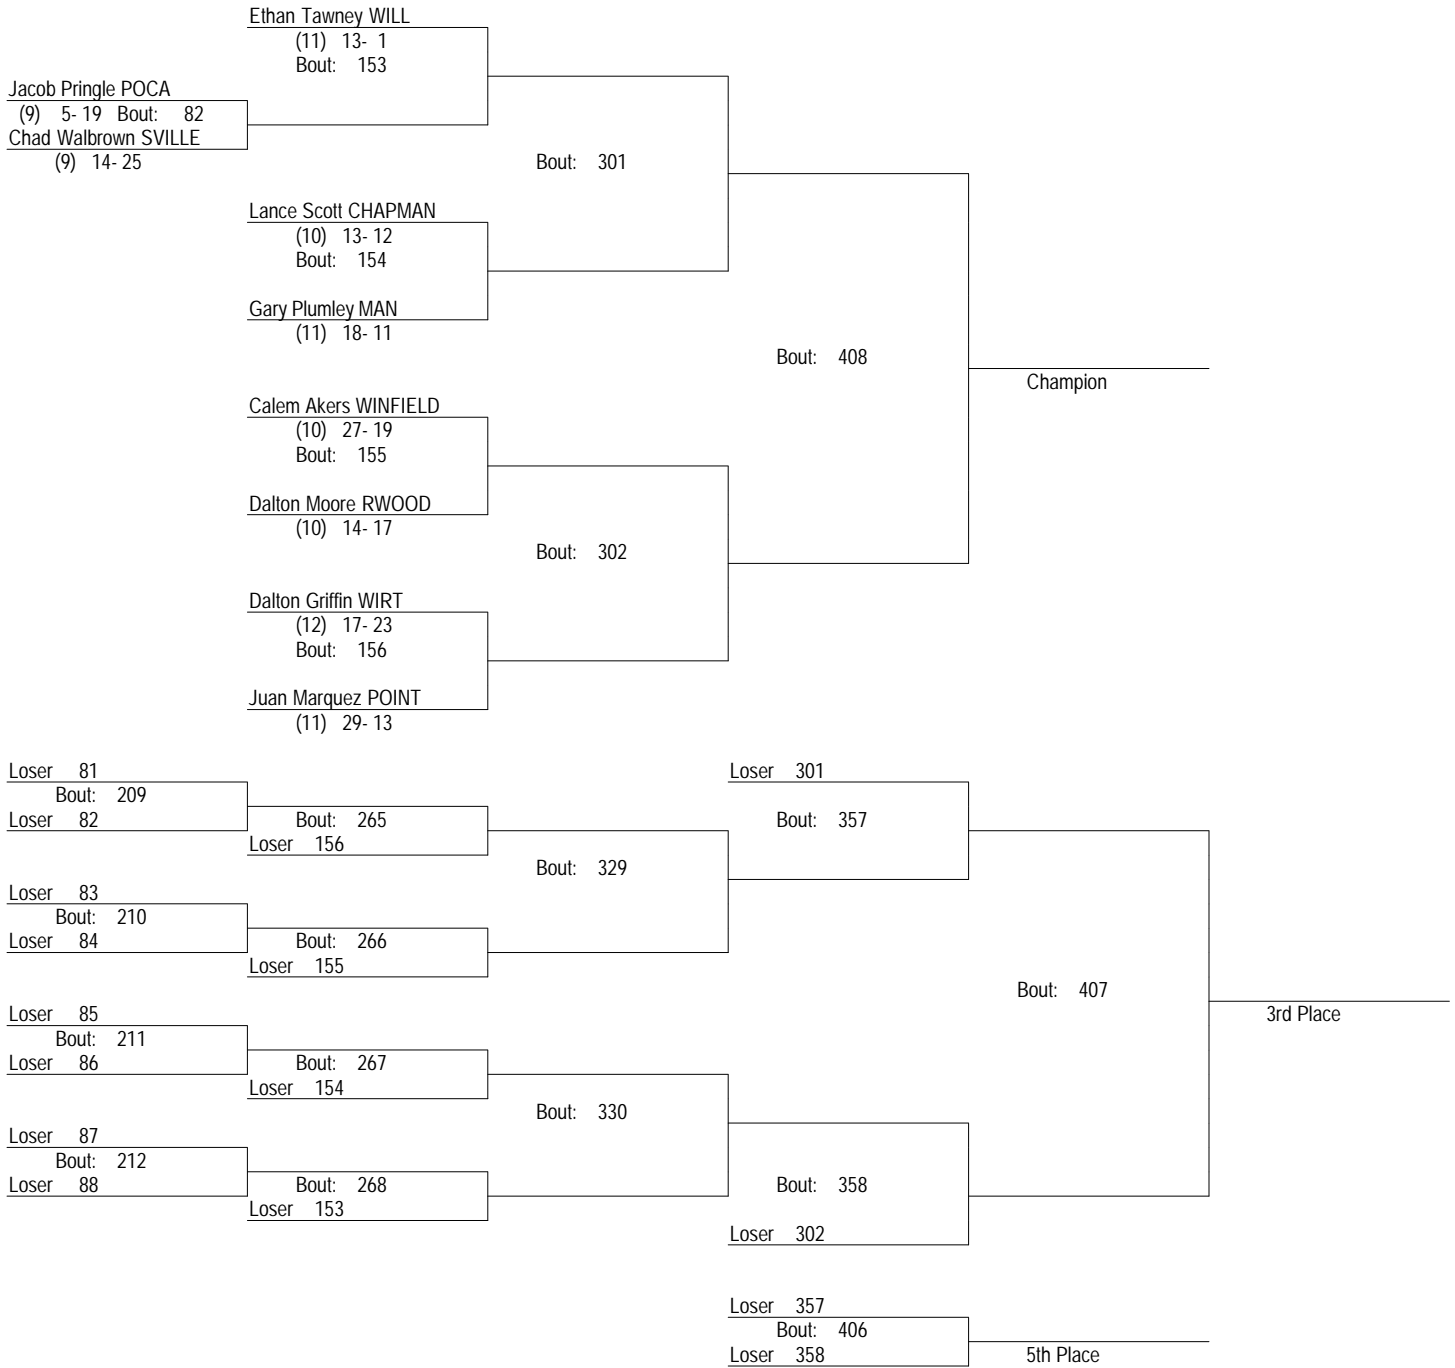 Ethan Tawney WILL
(11) 13- 1
Bout: 153
Jacob Pringle POCA
(9) 5- 19 Bout: 82
Chad Walbrown SVILLE
(9) 14- 25
Bout: 301
Lance Scott CHAPMAN
(10) 13- 12
Bout: 154
Gary Plumley MAN
(11) 18- 11
Bout: 408
Champion
Calem Akers WINFIELD
(10) 27- 19
Bout: 155
Dalton Moore RWOOD
(10) 14- 17
Bout: 302
Dalton Griffin WIRT
(12) 17- 23
Bout: 156
Juan Marquez POINT
(11) 29- 13
Loser 81
Bout: 209
Loser 82
Bout: 265
Loser 156
Bout: 329
Loser 301
Bout: 357
Loser 83
Bout: 210
Loser 84
Bout: 266
Loser 155
Bout: 407
3rd Place
Loser 85
Bout: 211
Loser 86
Bout: 267
Loser 154
Bout: 330
Loser 87
Bout: 212
Loser 88
Bout: 268
Loser 153
Bout: 358
Loser 302
Loser 357
Bout: 406
Loser 358
5th Place